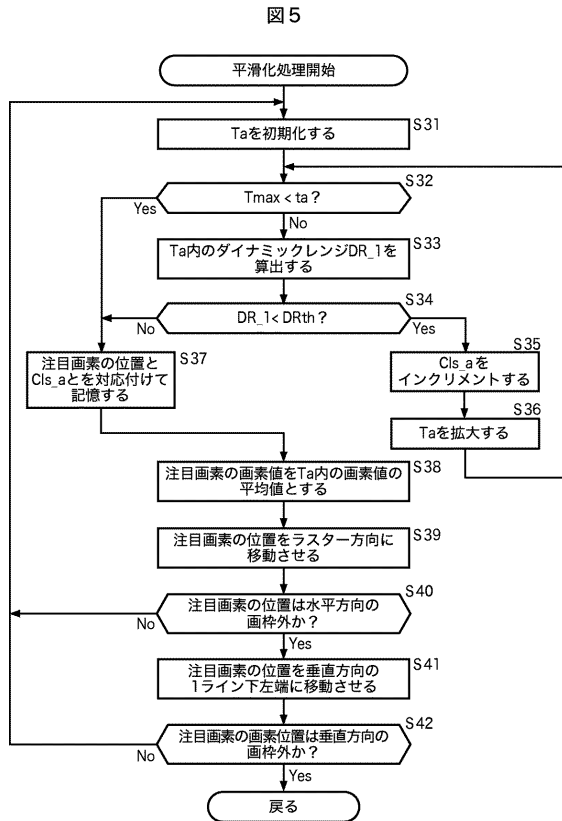 図5
平滑化処理開始
Taを初期化する
S31
Tmax < ta？
S32
Yes
No
Ta内のダイナミックレンジDR_1を
算出する
S33
DR_1< DRth？
S34
No
Yes
注目画素の位置と
Cls_aとを対応付けて
記憶する
S37
Cls_aを
インクリメントする
S35
Taを拡大する
S36
注目画素の画素値をTa内の画素値の
平均値とする
S38
注目画素の位置をラスター方向に
移動させる
S39
注目画素の位置は水平方向の
画枠外か？
S40
No
Yes
注目画素の位置を垂直方向の
1ライン下左端に移動させる
S41
注目画素の画素位置は垂直方向の
画枠外か？
S42
No
Yes
戻る